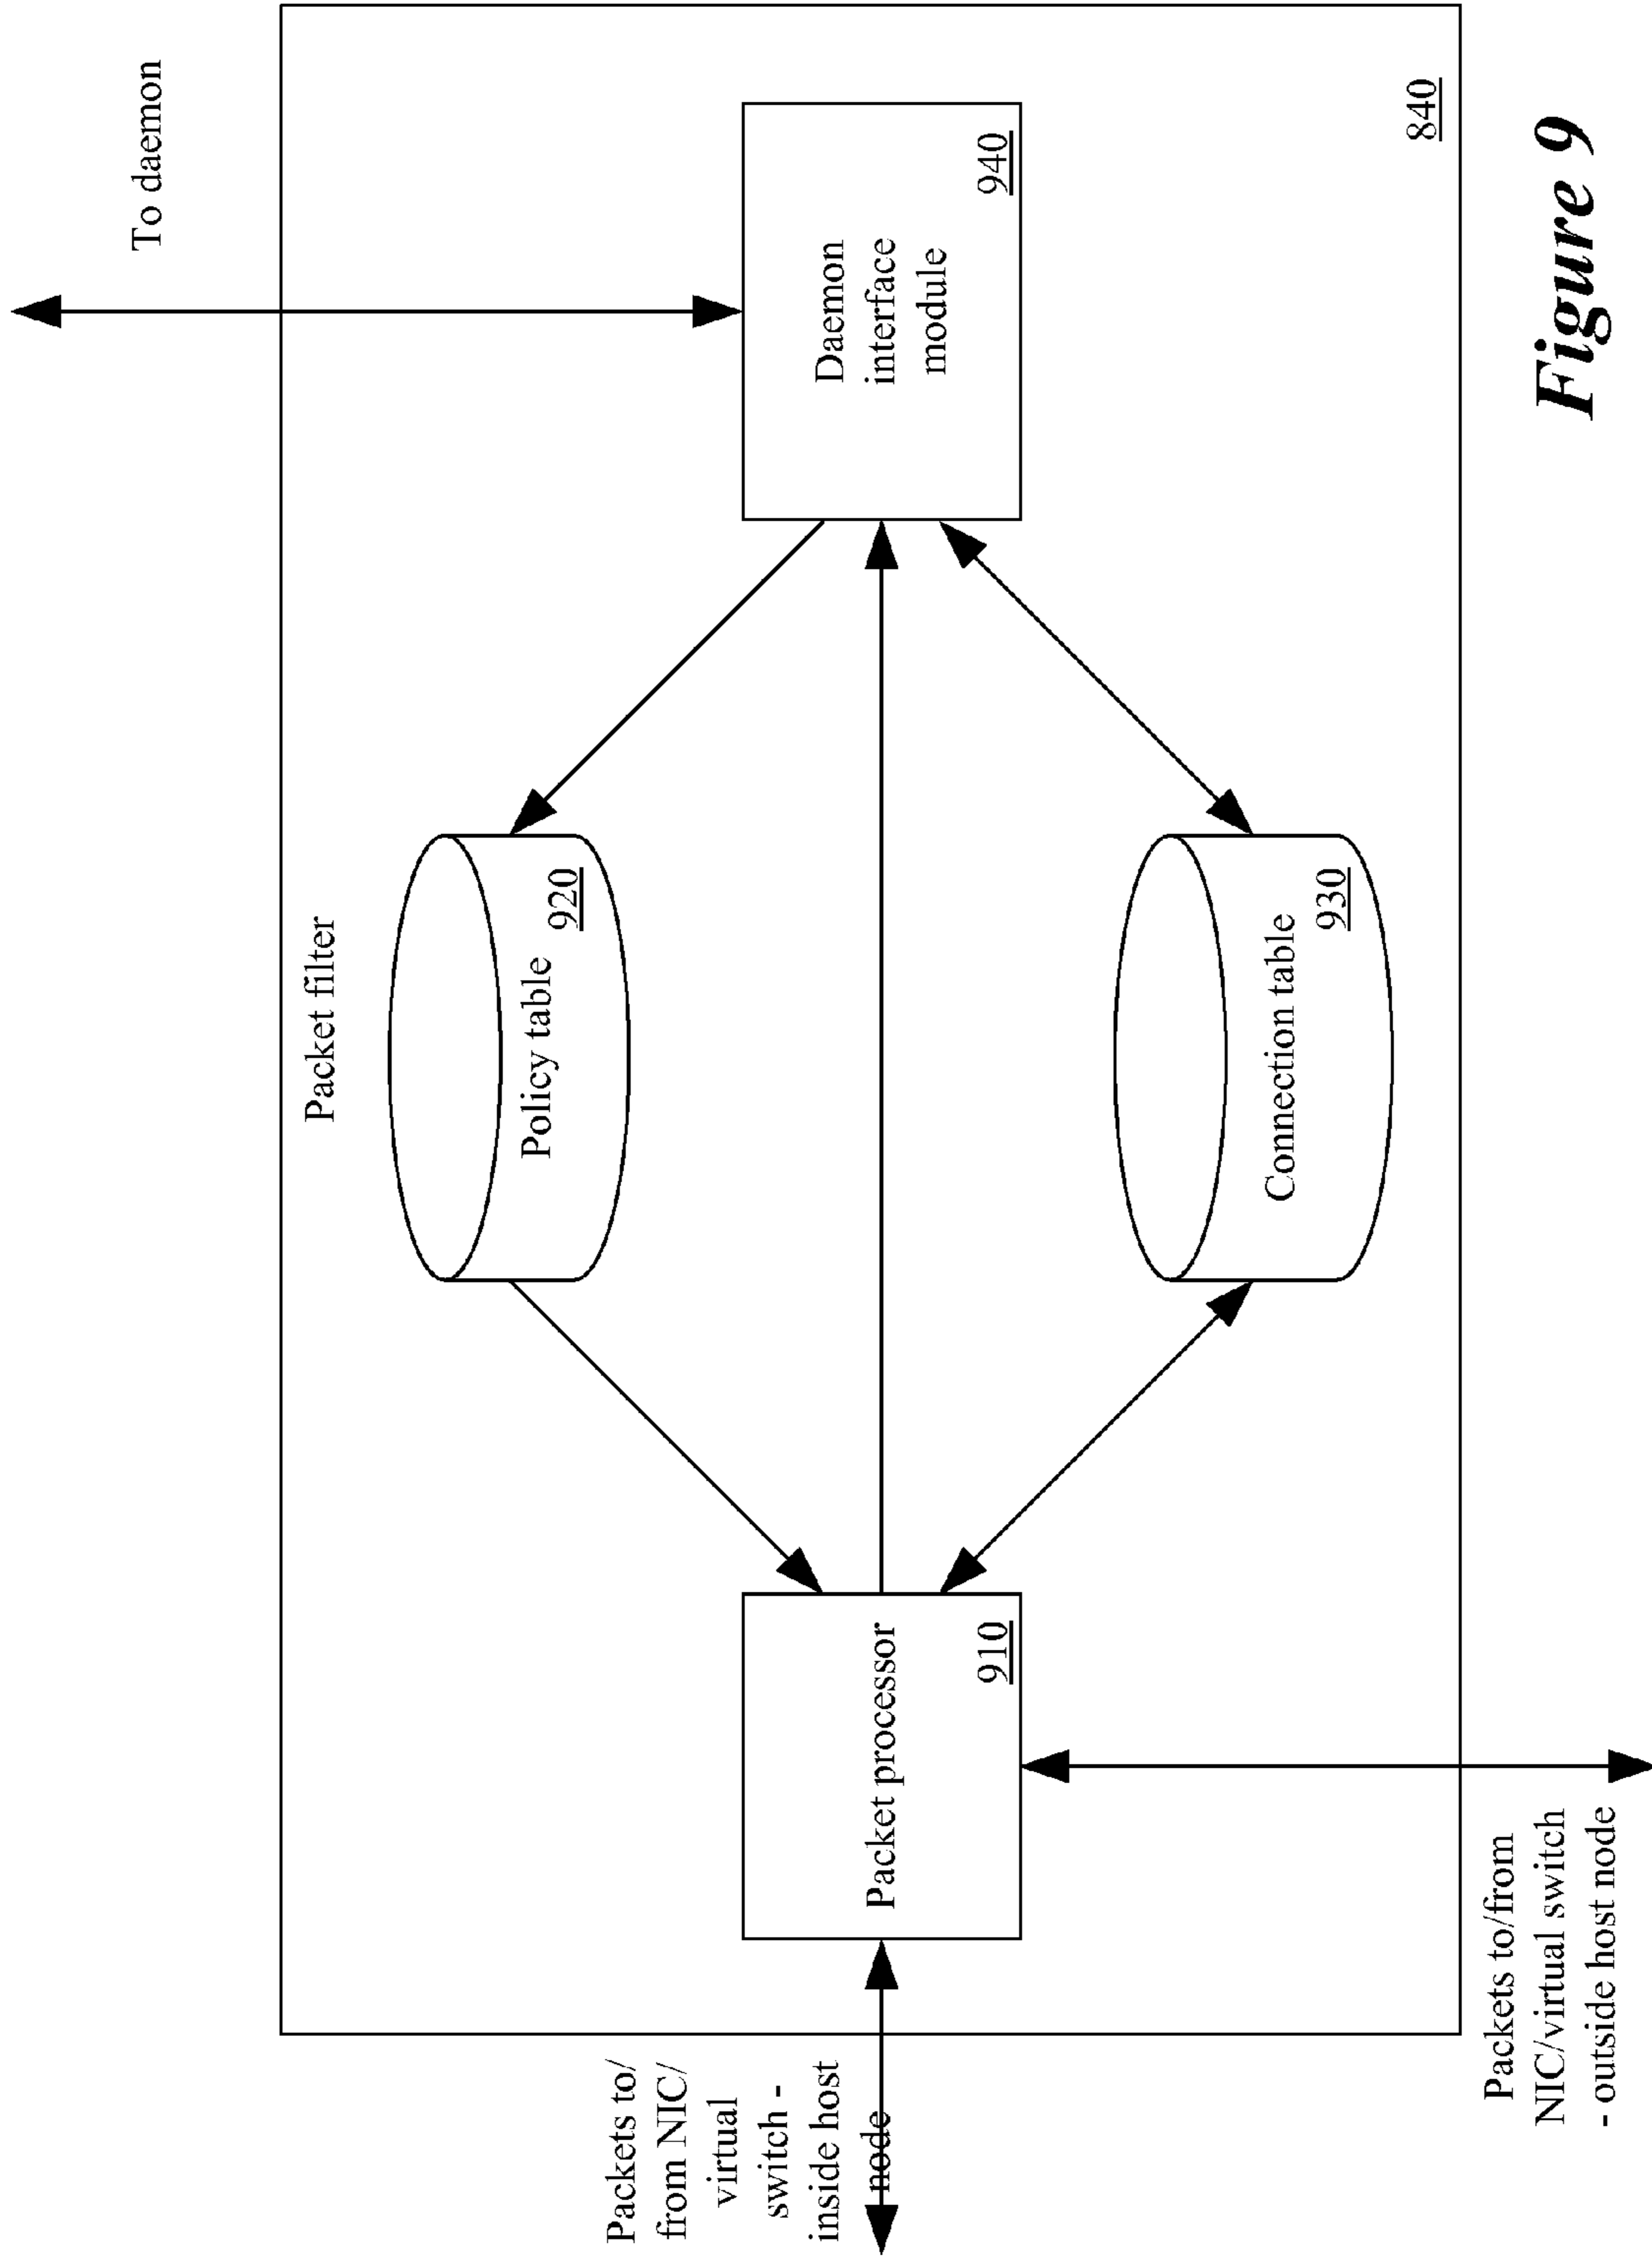 To daemon
Packet filter
Policy table
920
Packets to/
from NIC/
virtual
switch -
inside host
node
Packet processor
910
Daemon
interface
module
940
Connection table
930
840
Packets to/from
NIC/virtual switch
- outside host node
Figure 9